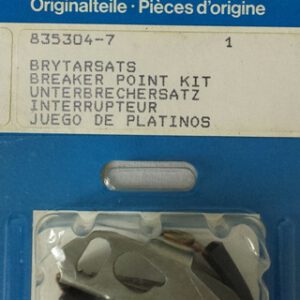 Originalteile · Pièces d'origine
835304-7 1
BRYTARSATS
BREAKER POINT KIT
UNTERBRECHERSATZ
INTERRUPTEUR
JUEGO DE PLATINOS